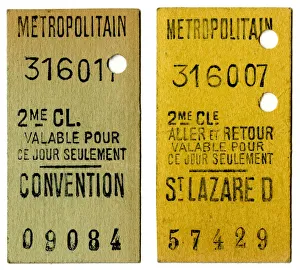 METROPOLITAIN
316011
2ME CL.
VALABLE POUR
CE JOUR SEULEMENT
CONVENTION
09084
METROPOLITAIN
316007
2ME CLE
ALLER ET RETOUR
VALABLE POUR
CE JOUR SEULEMENT
ST LAZARE D
57429